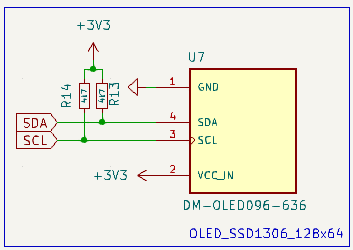 +3V3
U7
R14
4k7
4k7
R13
1
GND
SDA
4
SDA
SCL
3
SCL
+3V3
2
VCC_IN
DM-OLED096-636
OLED_SSD1306_128x64